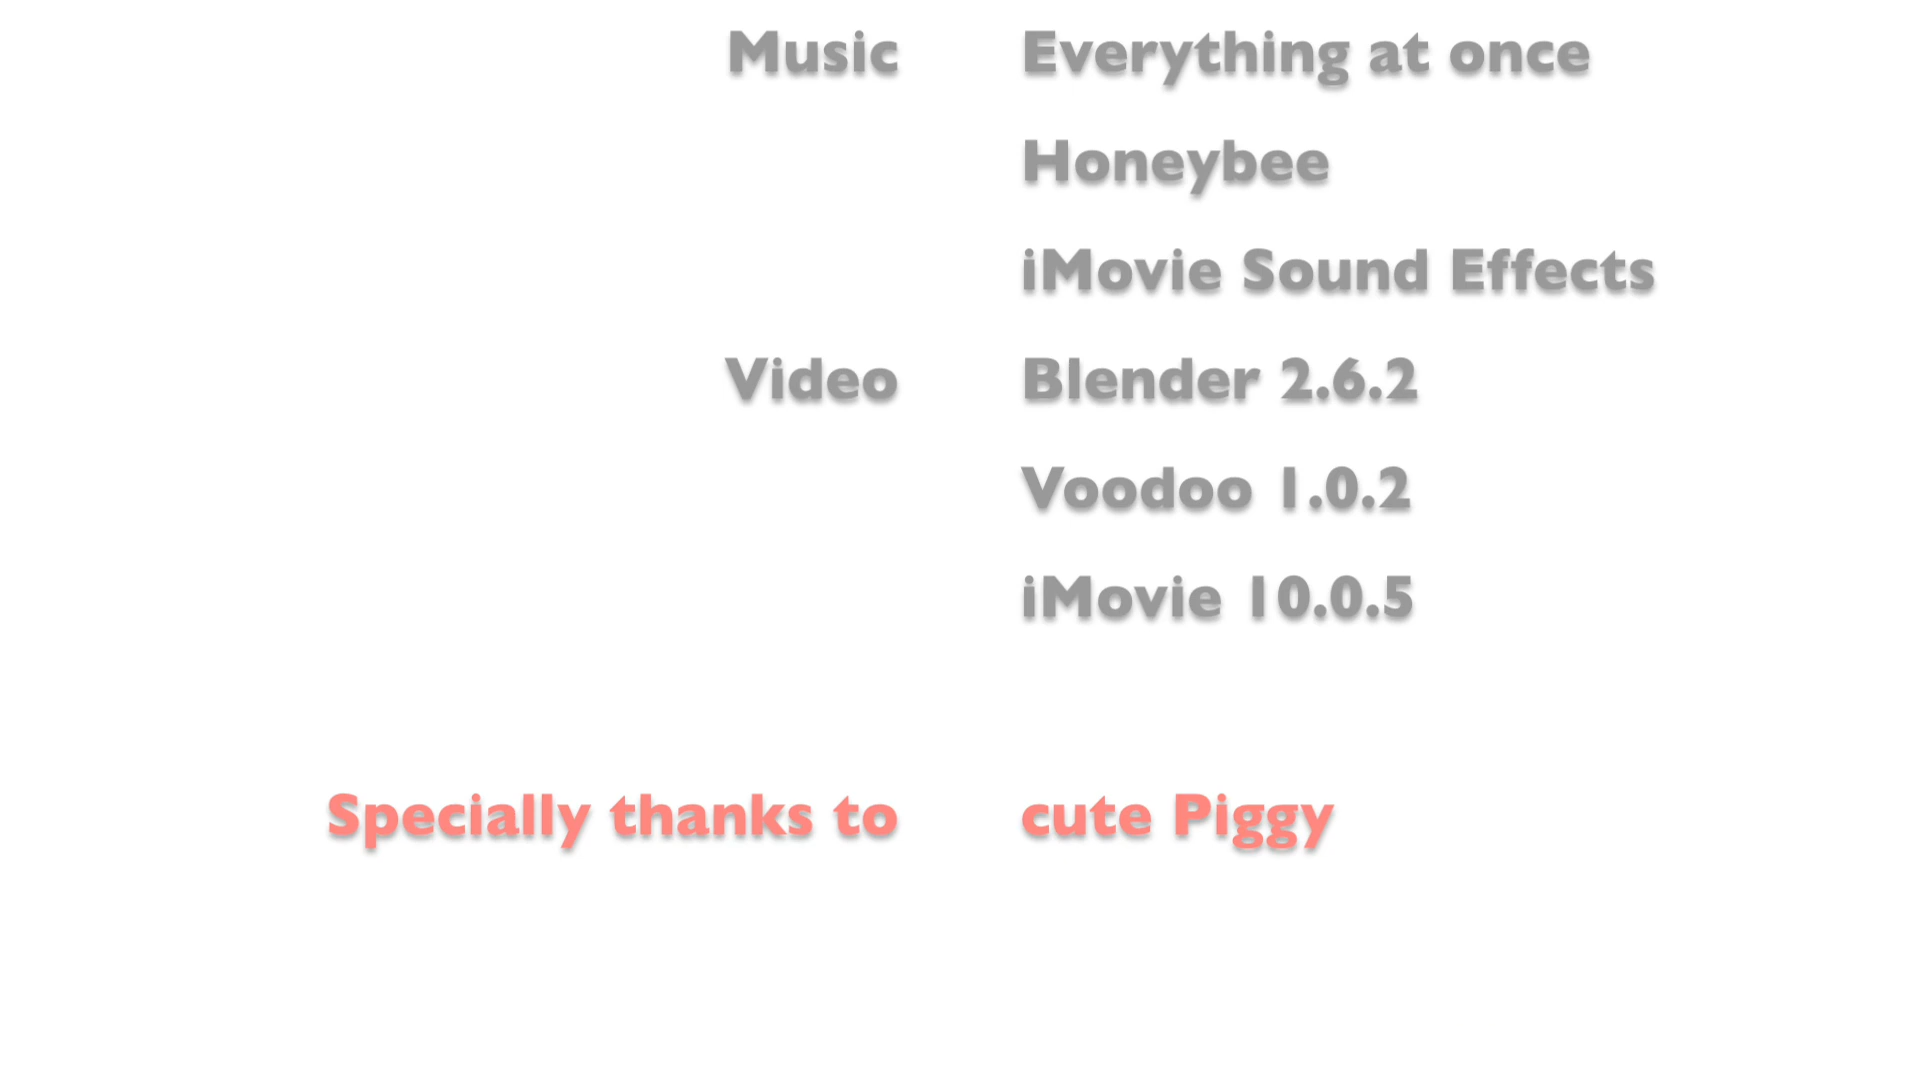 Music Everything at once
Honeybee
iMovie Sound Effects
Video Blender 2.6.2
Voodoo 1.0.2
iMovie 10.0.5
Specially thanks to cute Piggy